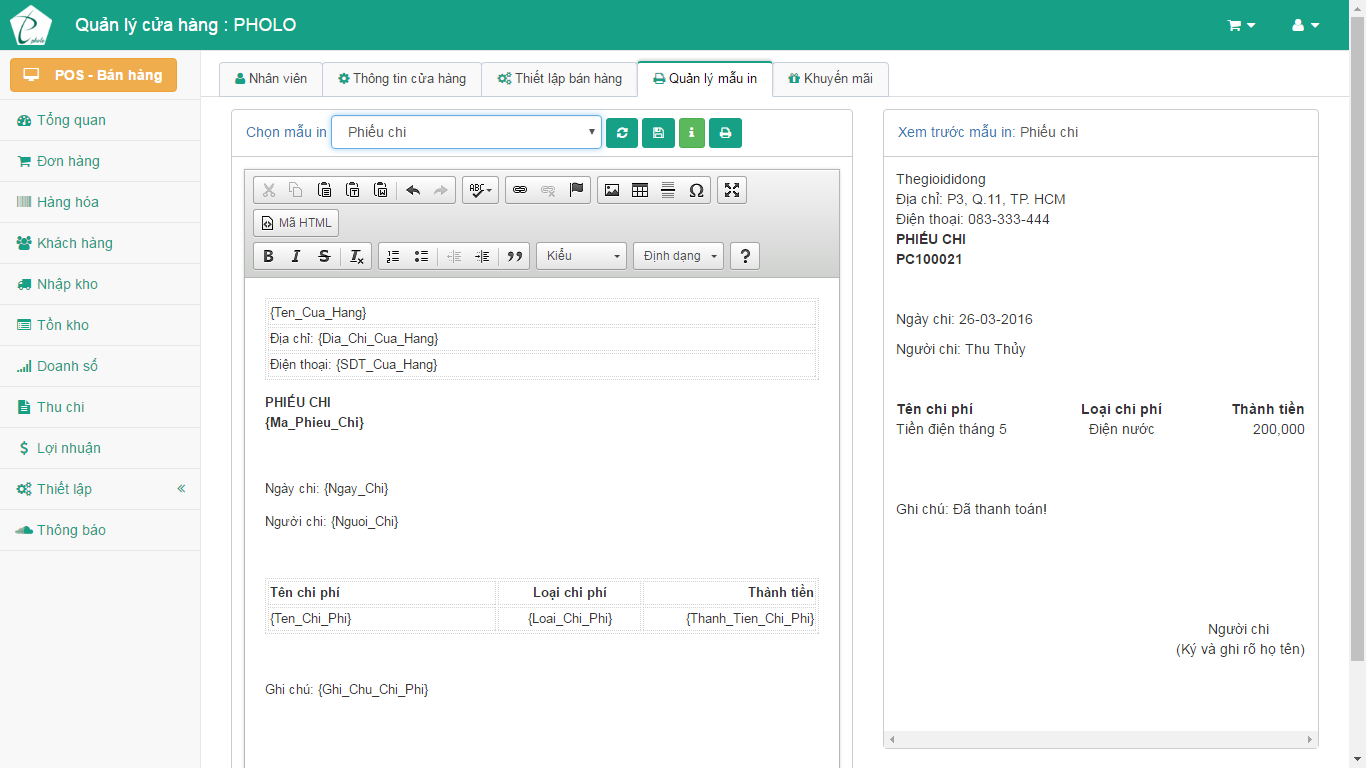 pholo
Quản lý cửa hàng : PHOLO
POS - Bán hàng
Tổng quan
Đơn hàng
Hàng hóa
Khách hàng
Nhập kho
Tồn kho
Doanh số
Thu chi
Lợi nhuận
Thiết lập
Thông báo
Nhân viên
Thông tin cửa hàng
Thiết lập bán hàng
Quản lý mẫu in
Khuyến mãi
Chọn mẫu in Phiếu chi
ABC
Mã HTML
B I S Tx
Kiểu
Định dạng
?
{Ten_Cua_Hang}
Địa chỉ: {Dia_Chi_Cua_Hang}
Điện thoại: {SDT_Cua_Hang}
PHIẾU CHI
{Ma_Phieu_Chi}
Ngày chi: {Ngay_Chi}
Người chi: {Nguoi_Chi}
Tên chi phí Loại chi phí Thành tiền
{Ten_Chi_Phi} {Loai_Chi_Phi} {Thanh_Tien_Chi_Phi}
Ghi chú: {Ghi_Chu_Chi_Phi}
Xem trước mẫu in: Phiếu chi
Thegioididong
Địa chỉ: P3, Q.11, TP. HCM
Điện thoại: 083-333-444
PHIẾU CHI
PC100021
Ngày chi: 26-03-2016
Người chi: Thu Thủy
Tên chi phí Loại chi phí Thành tiền
Tiền điện tháng 5 Điện nước 200,000
Ghi chú: Đã thanh toán!
Người chi
(Ký và ghi rõ họ tên)